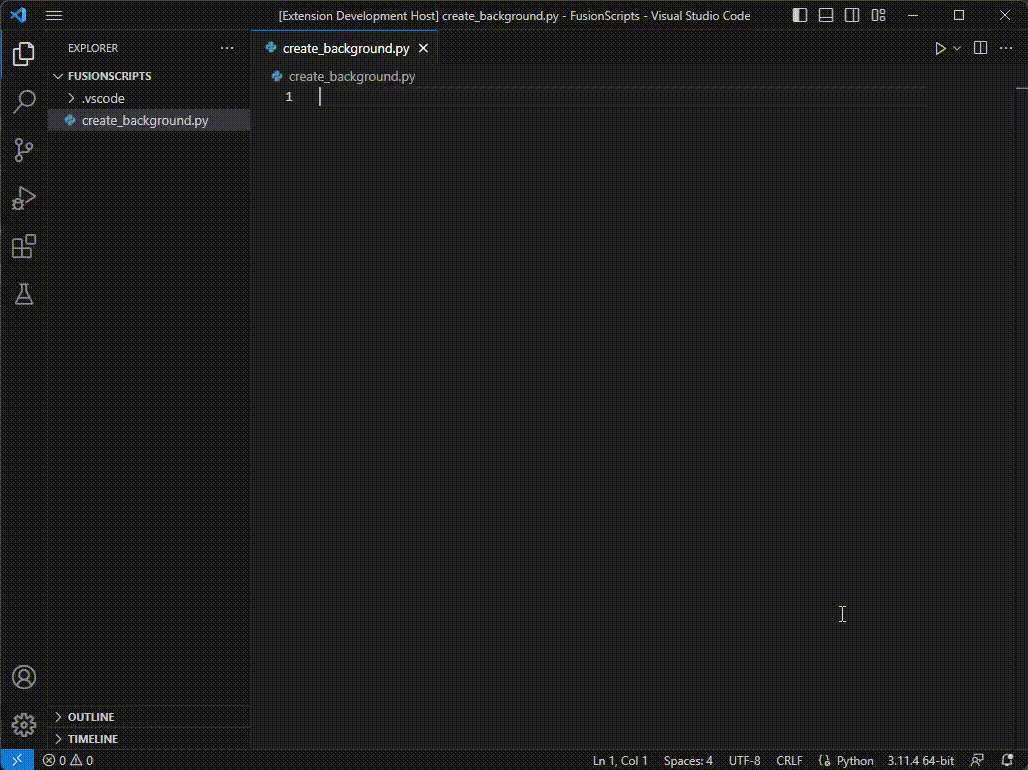 [Extension Development Host] create_background.py - FusionScripts - Visual Studio Code
EXPLORER
create_background.py
FUSIONSCRIPTS
create_background.py
.vscode
1
create_background.py
OUTLINE
TIMELINE
0 0
Ln 1, Col 1 Spaces: 4 UTF-8 CRLF Python 3.11.4 64-bit